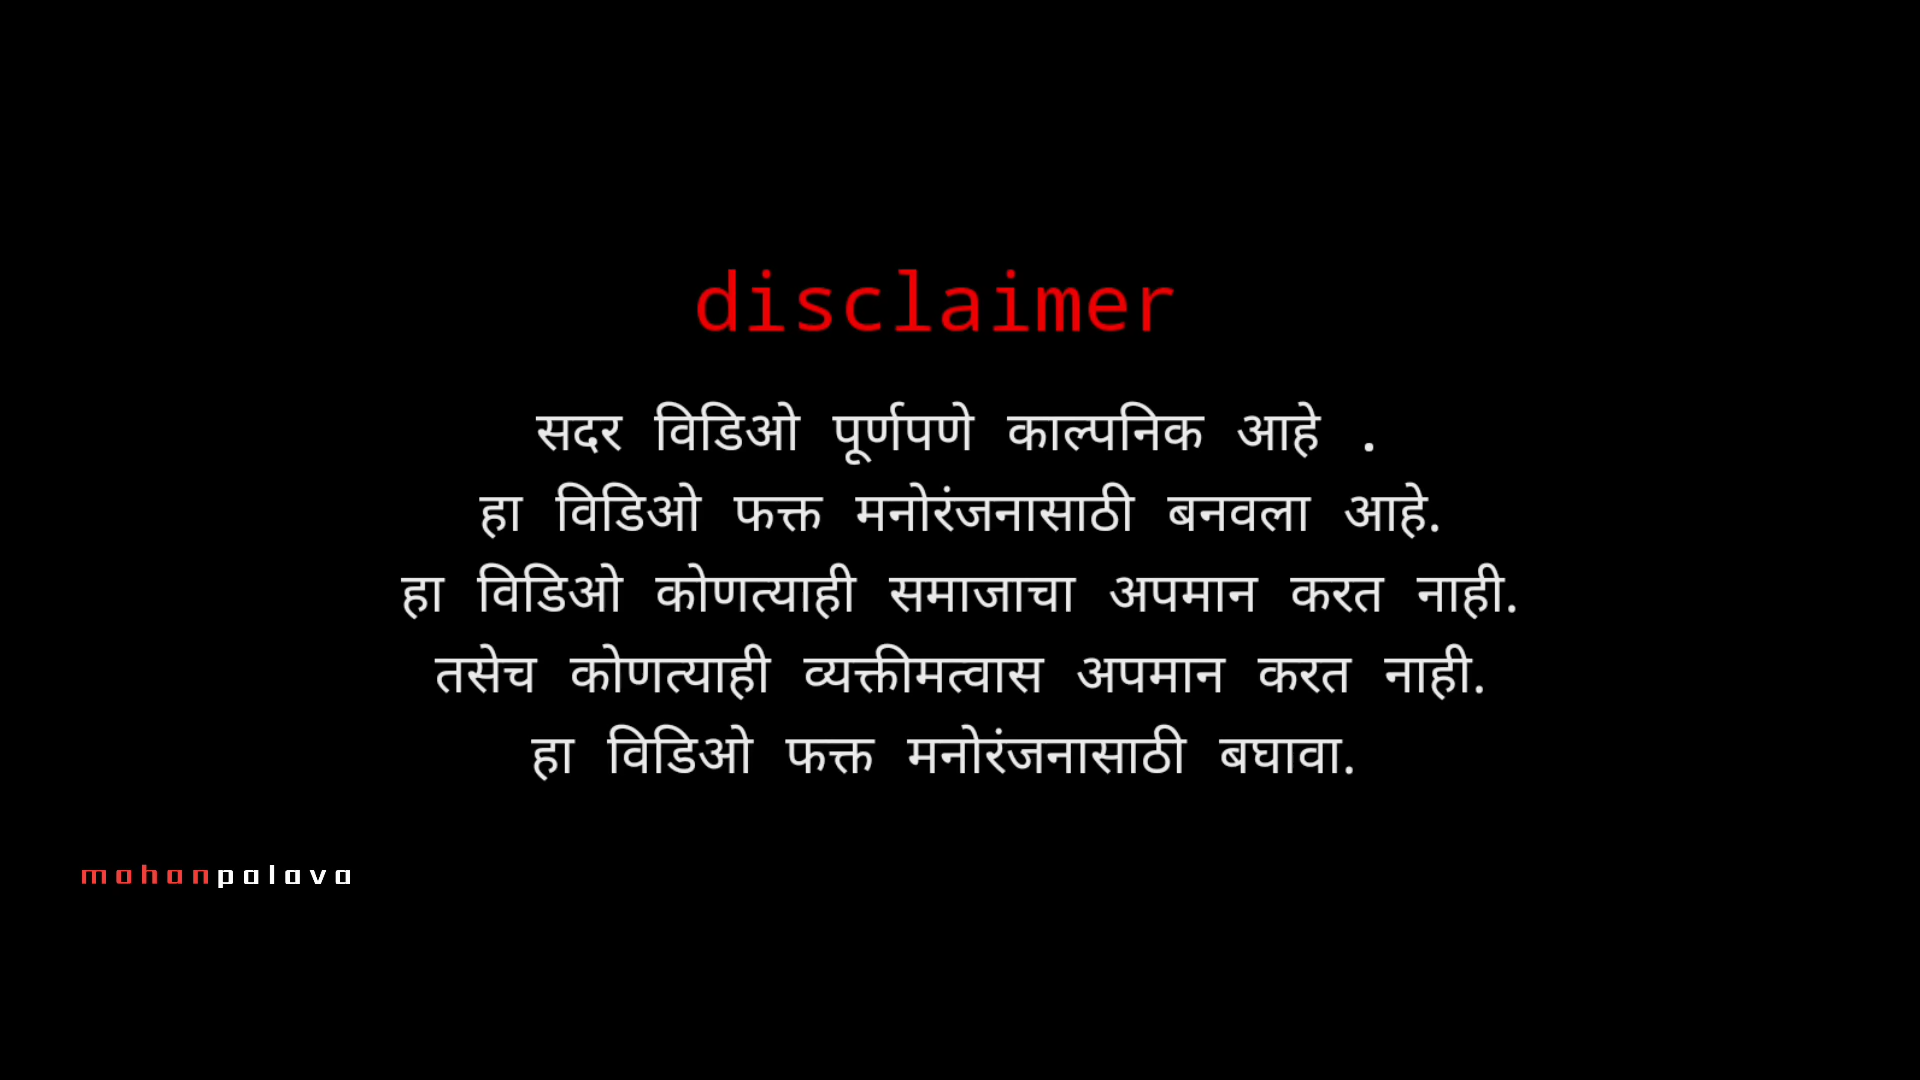 disclaimer
सदर विडिओ पूर्णपणे काल्पनिक आहे .
हा विडिओ फक्त मनोरंजनासाठी बनवला आहे.
हा विडिओ कोणत्याही समाजाचा अपमान करत नाही.
तसेच कोणत्याही व्यक्तीमत्वास अपमान करत नाही.
हा विडिओ फक्त मनोरंजनासाठी बघावा.
mohanpalava